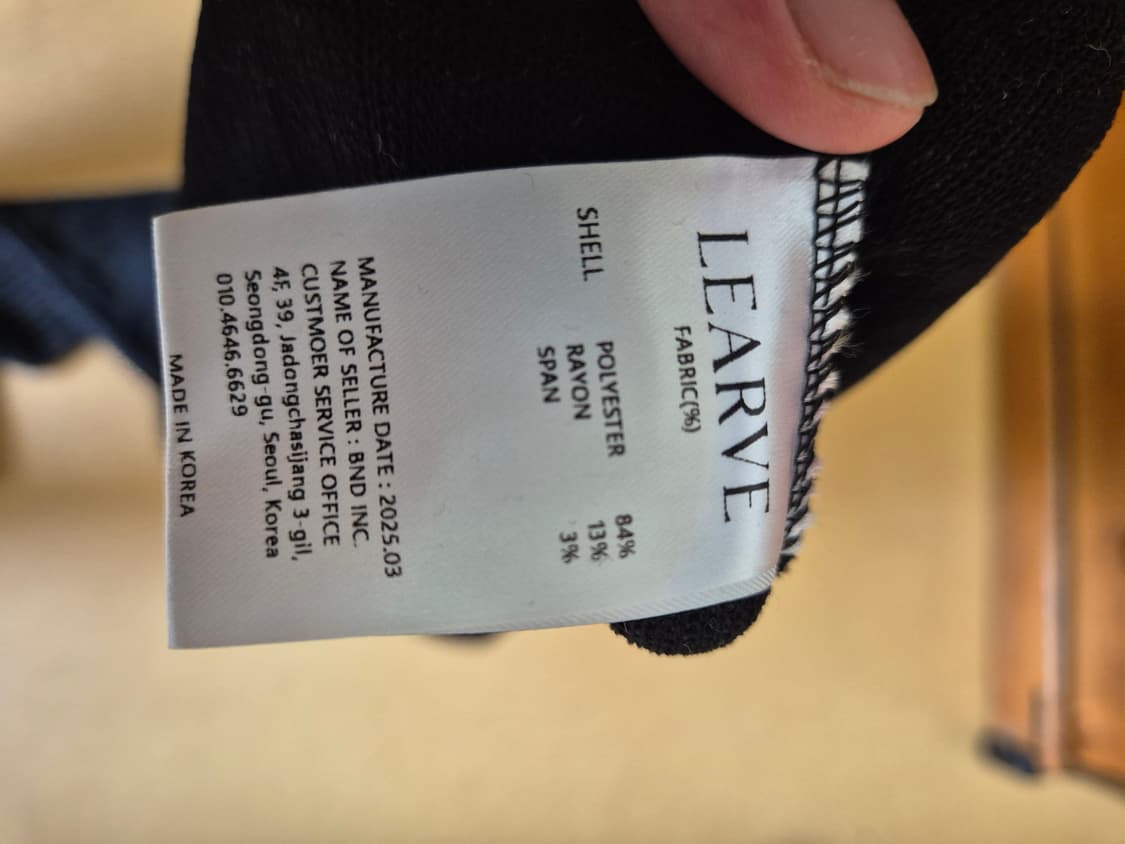 LEARVE
FABRIC(%)
SHELL POLYESTER 84%
RAYON 13%
SPAN 3%
MANUFACTURE DATE : 2025.03
NAME OF SELLER : BND INC.
CUSTMOER SERVICE OFFICE
4F, 39, Jadongchasijang 3-gil,
Seongdong-gu, Seoul, Korea
010.4646.6629
MADE IN KOREA